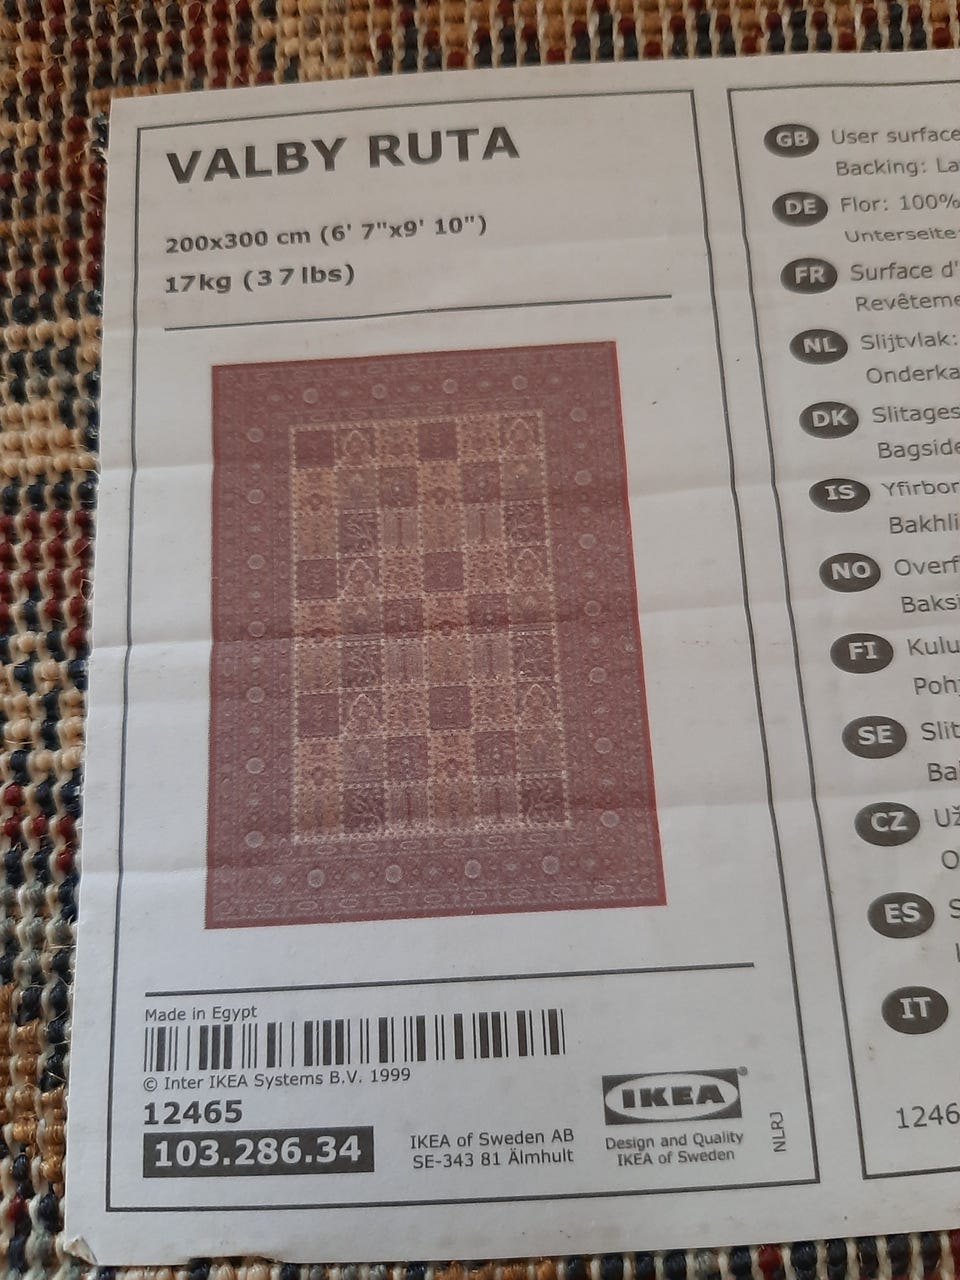 VALBY RUTA
200x300 cm (6' 7"x9' 10")
17kg (37lbs)
Made in Egypt
© Inter IKEA Systems B.V. 1999
12465
103.286.34
IKEA of Sweden AB
SE-343 81 Älmhult
IKEA®
Design and Quality
IKEA of Sweden
NLRJ
GB User surface
Backing: La
DE Flor: 100%
Unterseite:
FR Surface d'
Revêteme
NL Slijtvlak:
Onderka
DK Slitages
Bagside
IS Yfirbor
Bakhli
NO Overf
Baksi
FI Kulu
Poh
SE Slit
Ba
CZ Už
O
ES S
IT
1246